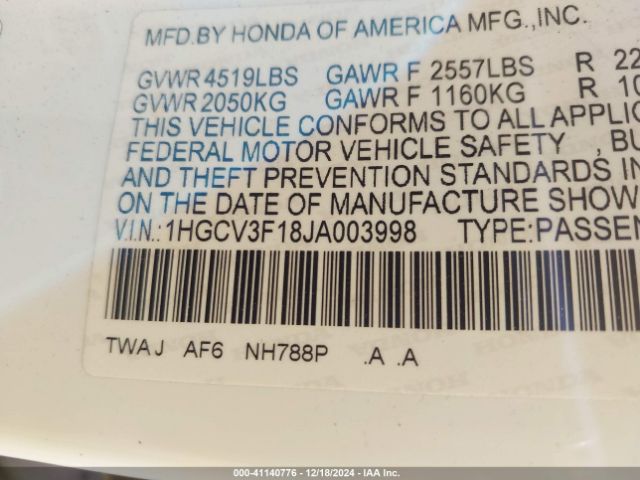 MFD.BY HONDA OF AMERICA MFG.,INC.
GVWR 4519LBS GAWR F 2557LBS R 22
GVWR 2050KG GAWR F 1160KG R 10
THIS VEHICLE CONFORMS TO ALL APPLIC
FEDERAL MOTOR VEHICLE SAFETY , BU
AND THEFT PREVENTION STANDARDS IN
ON THE DATE OF MANUFACTURE SHOW
V.I.N.:1HGCV3F18JA003998 TYPE:PASSEN
TWAJ AF6 NH788P .A .A
00-41140776 – 12/18/2024 – IAA Inc.